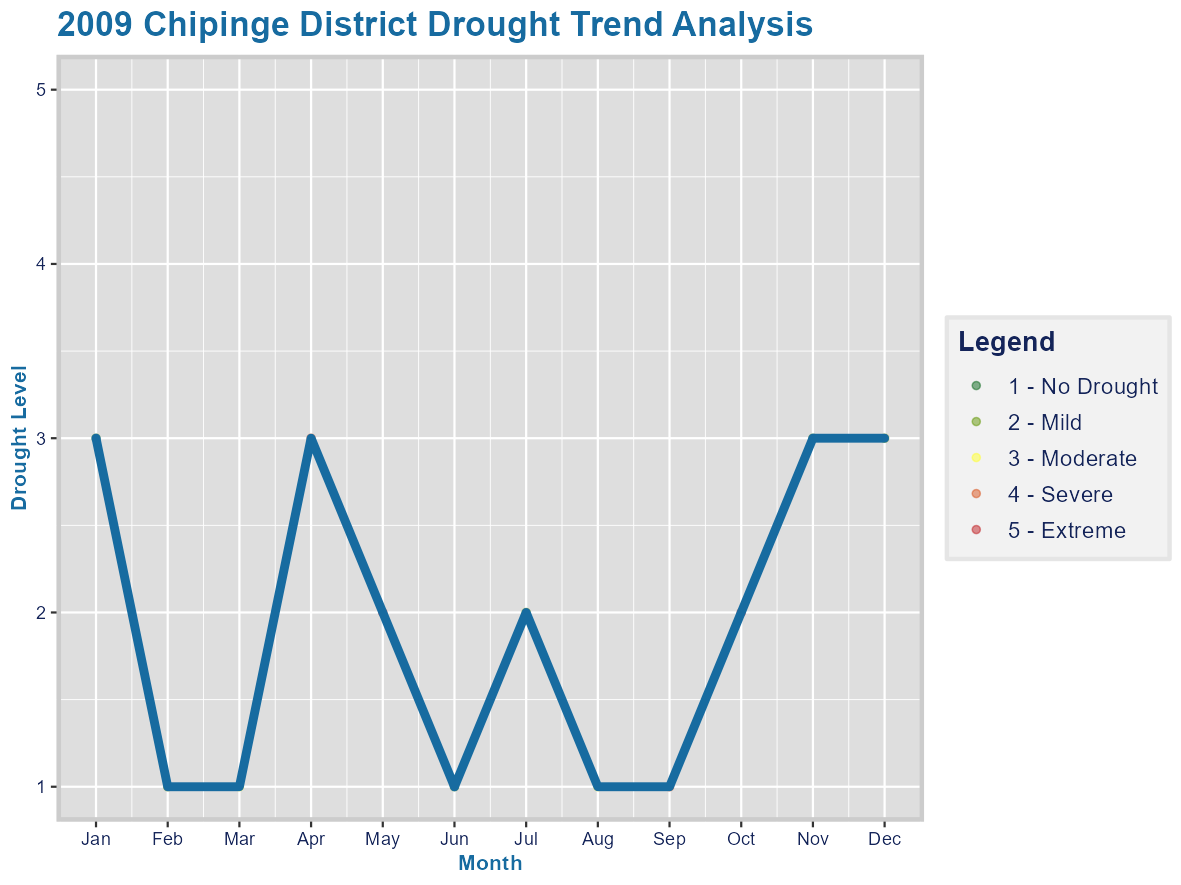 2009 Chipinge District Drought Trend Analysis
Drought Level
5
4
3
2
1
Jan Feb Mar Apr May Jun Jul Aug Sep Oct Nov Dec
Month
Legend
1 - No Drought
2 - Mild
3 - Moderate
4 - Severe
5 - Extreme